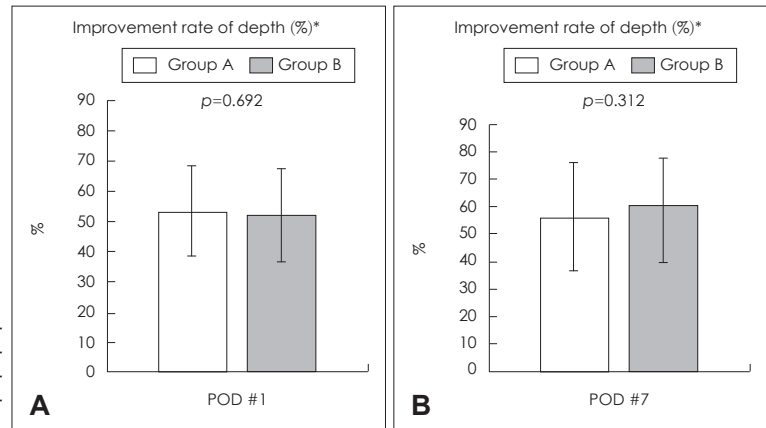 Improvement rate of depth (%)*
Group A Group B
p=0.692
90
80
70
60
50
40
30
20
10
0
%
POD #1
A
Improvement rate of depth (%)*
Group A Group B
p=0.312
90
80
70
60
50
40
30
20
10
0
%
POD #7
B